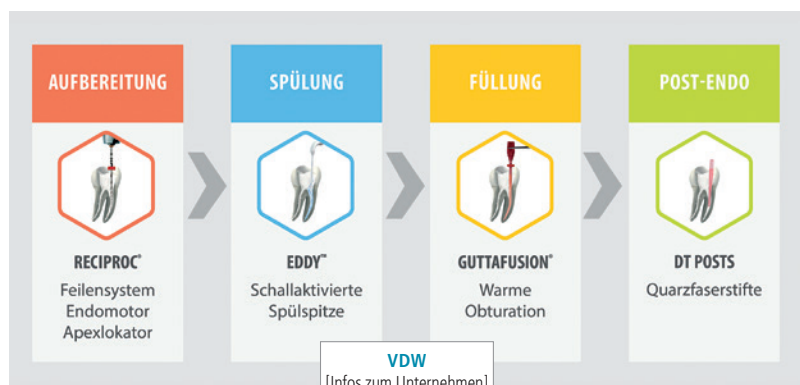 AUFBEREITUNG
RECIPROC®
Feilensystem
Endomotor
Apexlokator
SPÜLUNG
EDDY™
Schallaktivierte
Spülspitze
FÜLLUNG
GUTTAFUSION®
Warme
Obturation
POST-ENDO
DT POSTS
Quarzfaserstifte
VDW
[Infos zum Unternehmen]